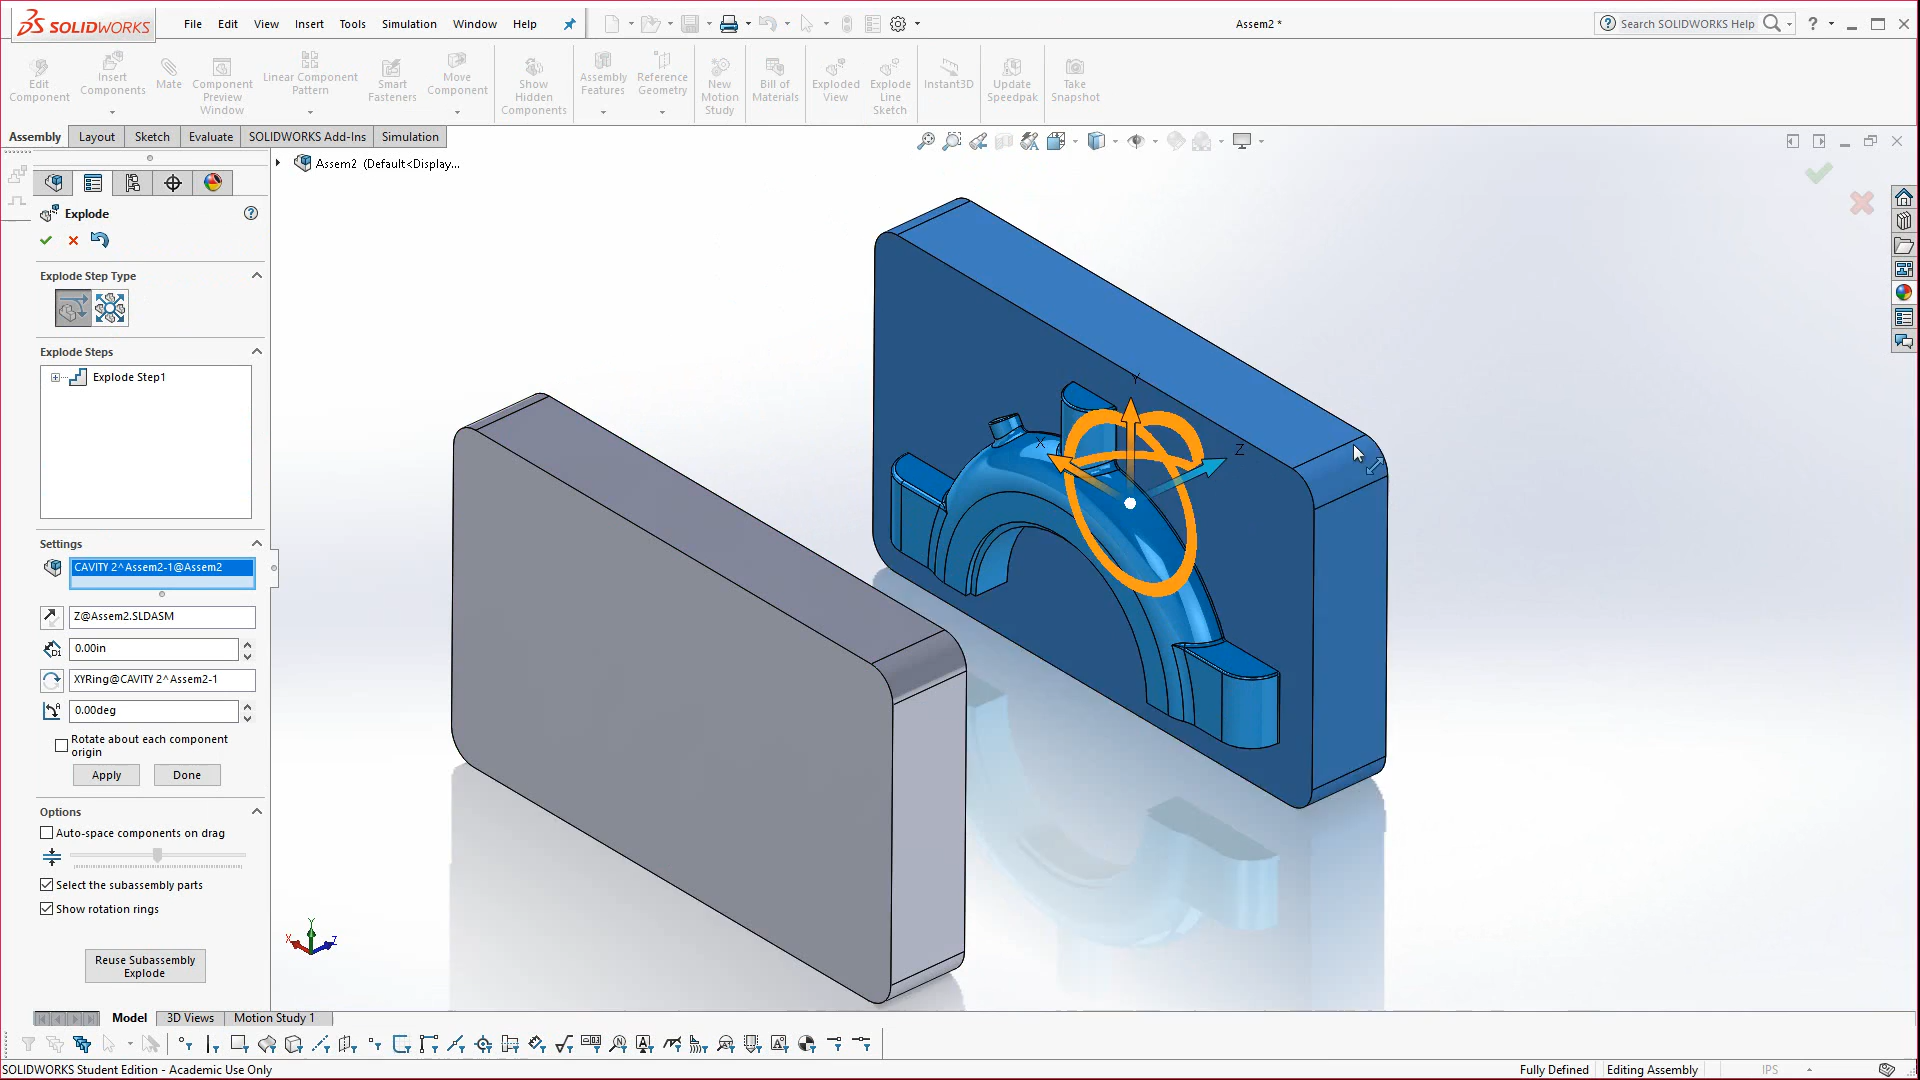 SOLIDWORKS File Edit View Insert Tools Simulation Window Help Assem2 * Search SOLIDWORKS Help
Edit Component
Insert Components
Mate
Component Preview Window
Linear Component Pattern
Smart Fasteners
Move Component
Show Hidden Components
Assembly Features
Reference Geometry
New Motion Study
Bill of Materials
Exploded View
Explode Line Sketch
Instant3D
Update Speedpak
Take Snapshot
Assembly Layout Sketch Evaluate SOLIDWORKS Add-Ins Simulation
Assem2 (Default<Display...
Explode
Explode Step Type
Explode Steps
Explode Step1
Settings
CAVITY 2^Assem2-1@Assem2
Z@Assem2.SLDASM
D1
0.00in
XYRing@CAVITY 2^Assem2-1
0.00deg
Rotate about each component
origin
Apply Done
Options
Auto-space components on drag
Select the subassembly parts
Show rotation rings
Reuse Subassembly
Explode
Y
X
Z
Y
X
Z
Model 3D Views Motion Study 1
SOLIDWORKS Student Edition - Academic Use Only Fully Defined Editing Assembly IPS